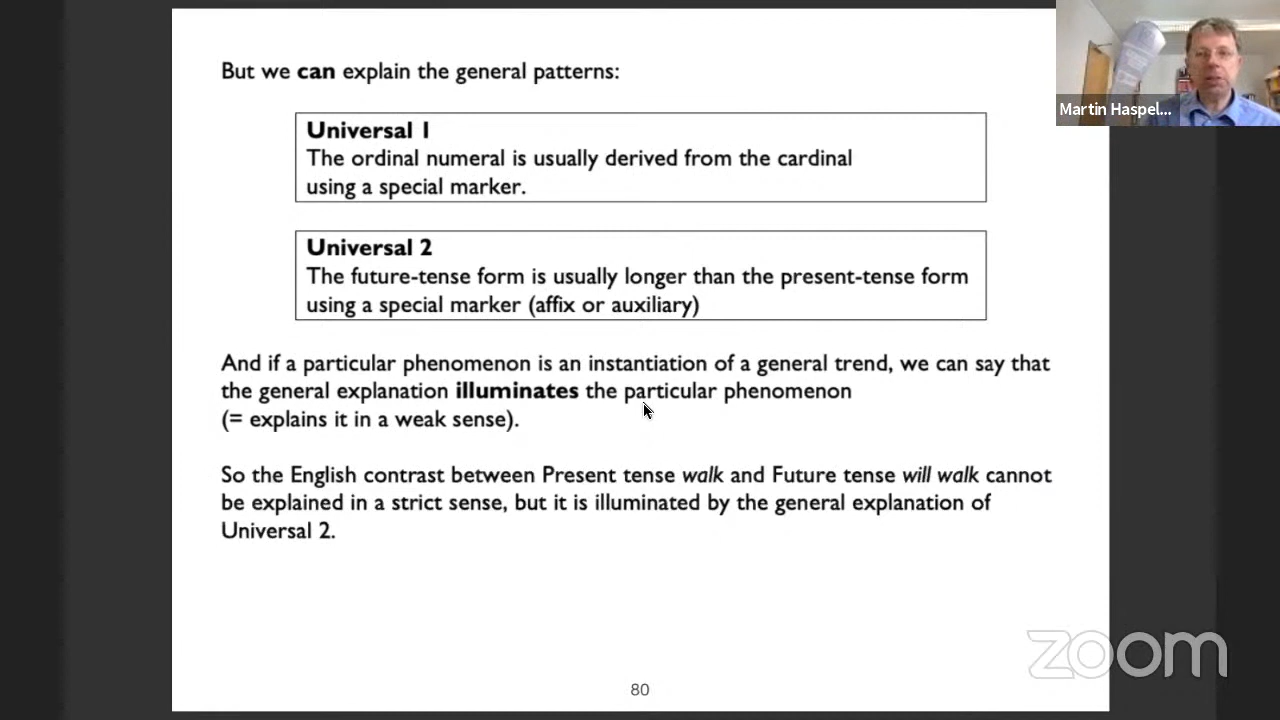 But we can explain the general patterns:
Universal 1
The ordinal numeral is usually derived from the cardinal
using a special marker.
Universal 2
The future-tense form is usually longer than the present-tense form
using a special marker (affix or auxiliary)
And if a particular phenomenon is an instantiation of a general trend, we can say that
the general explanation illuminates the particular phenomenon
(= explains it in a weak sense).
So the English contrast between Present tense walk and Future tense will walk cannot
be explained in a strict sense, but it is illuminated by the general explanation of
Universal 2.
80
Martin Haspel...
zoom